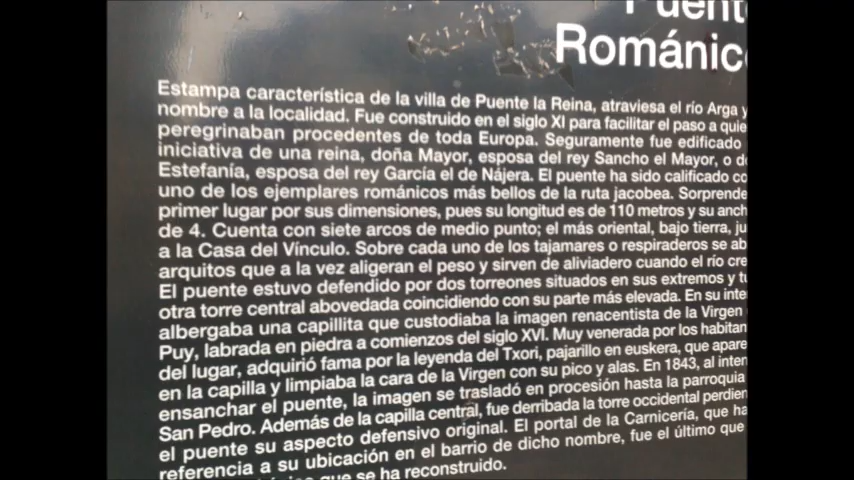 Puent
Románic
Estampa característica de la villa de Puente la Reina, atraviesa el río Arga y
nombre a la localidad. Fue construido en el siglo XI para facilitar el paso a quie
peregrinaban procedentes de toda Europa. Seguramente fue edificado
iniciativa de una reina, doña Mayor, esposa del rey Sancho el Mayor, o do
Estefanía, esposa del rey García el de Nájera. El puente ha sido calificado co
uno de los ejemplares románicos más bellos de la ruta jacobea. Sorprende
primer lugar por sus dimensiones, pues su longitud es de 110 metros y su anch
de 4. Cuenta con siete arcos de medio punto; el más oriental, bajo tierra, ju
a la Casa del Vínculo. Sobre cada uno de los tajamares o respiraderos se ab
arquitos que a la vez aligeran el peso y sirven de aliviadero cuando el río cre
El puente estuvo defendido por dos torreones situados en sus extremos y tu
otra torre central abovedada coincidiendo con su parte más elevada. En su inte
albergaba una capillita que custodiaba la imagen renacentista de la Virgen
Puy, labrada en piedra a comienzos del siglo XVI. Muy venerada por los habitan
del lugar, adquirió fama por la leyenda del Txori, pajarillo en euskera, que apare
en la capilla y limpiaba la cara de la Virgen con su pico y alas. En 1843, al inten
ensanchar el puente, la imagen se trasladó en procesión hasta la parroquia
San Pedro. Además de la capilla central, fue derribada la torre occidental perdien
el puente su aspecto defensivo original. El portal de la Carnicería, que ha
referencia a su ubicación en el barrio de dicho nombre, fue el último que
que se ha reconstruido.